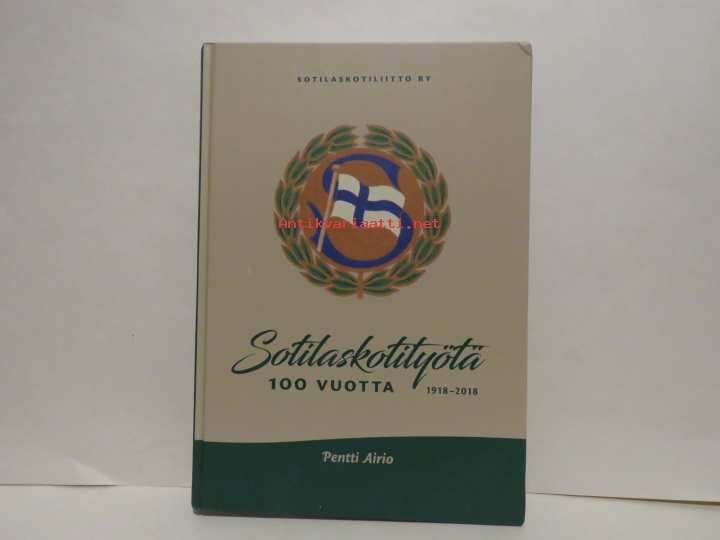 SOTILASKOTILIITTO RY
S
Antikvariaatti.net
Sotilaskotityötä
100 VUOTTA 1918–2018
Pentti Airio